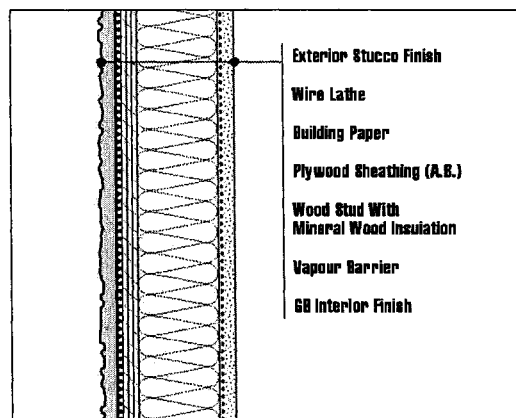 Exterior Stucco Finish
Wire Lathe
Building Paper
Plywood Sheathing (A.B.)
Wood Stud With
Mineral Wood Insulation
Vapour Barrier
GB Interior Finish